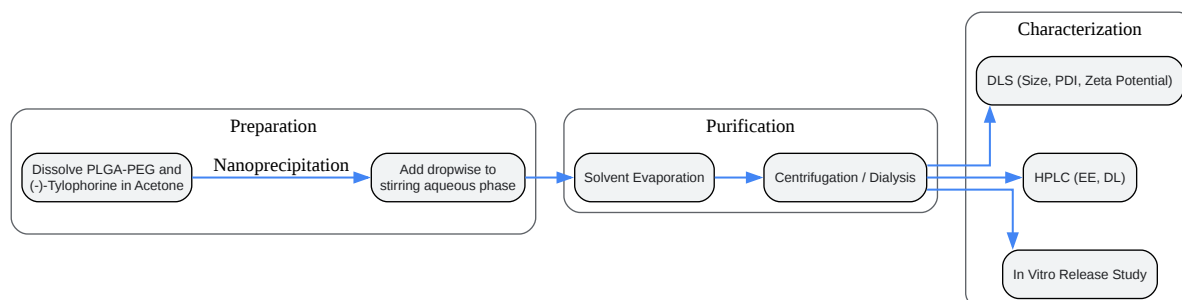 Characterization
DLS (Size, PDI, Zeta Potential)
Preparation
Purification
Dissolve PLGA-PEG and
(-)-Tylophorine in Acetone
Nanoprecipitation
Add dropwise to
stirring aqueous phase
Solvent Evaporation
Centrifugation / Dialysis
HPLC (EE, DL)
In Vitro Release Study